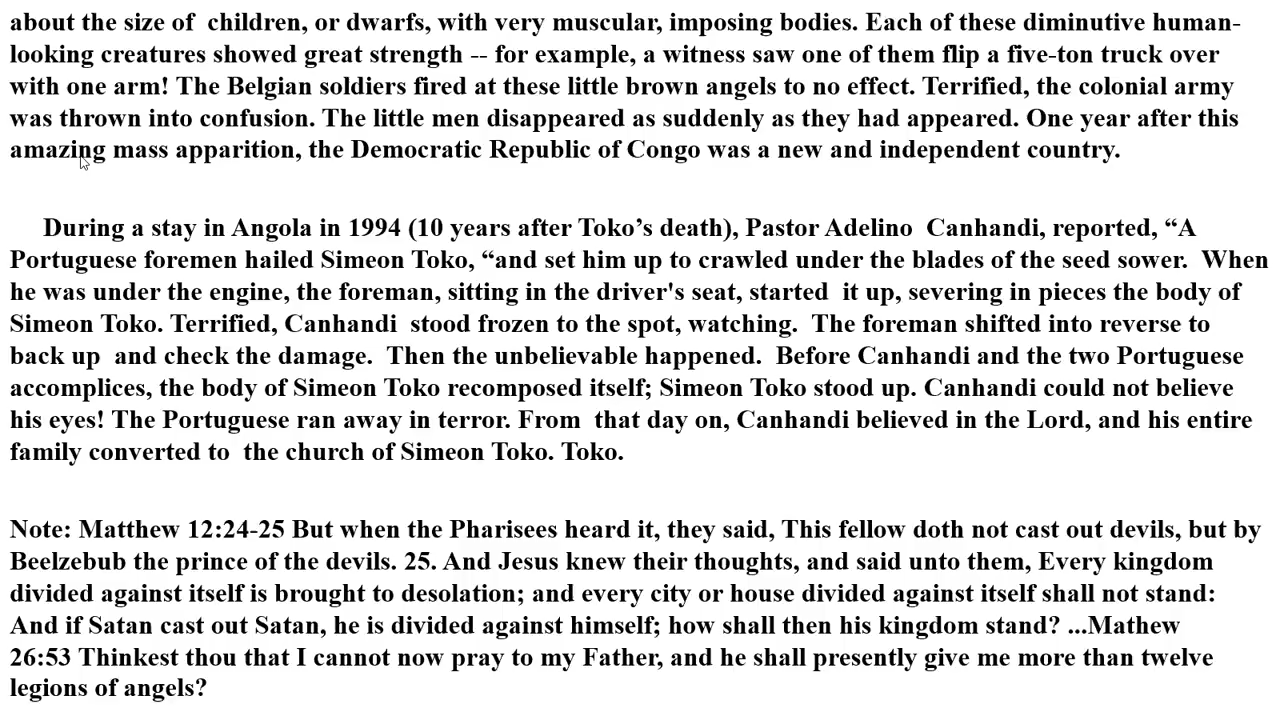 about the size of  children, or dwarfs, with very muscular, imposing bodies. Each of these diminutive human-
looking creatures showed great strength -- for example, a witness saw one of them flip a five-ton truck over
with one arm! The Belgian soldiers fired at these little brown angels to no effect. Terrified, the colonial army
was thrown into confusion. The little men disappeared as suddenly as they had appeared. One year after this
amazing mass apparition, the Democratic Republic of Congo was a new and independent country.
During a stay in Angola in 1994 (10 years after Toko’s death), Pastor Adelino  Canhandi, reported, “A
Portuguese foremen hailed Simeon Toko, “and set him up to crawled under the blades of the seed sower.  When
he was under the engine, the foreman, sitting in the driver's seat, started  it up, severing in pieces the body of
Simeon Toko. Terrified, Canhandi  stood frozen to the spot, watching.  The foreman shifted into reverse to
back up  and check the damage.  Then the unbelievable happened.  Before Canhandi and the two Portuguese
accomplices, the body of Simeon Toko recomposed itself; Simeon Toko stood up. Canhandi could not believe
his eyes! The Portuguese ran away in terror. From  that day on, Canhandi believed in the Lord, and his entire
family converted to  the church of Simeon Toko. Toko.
Note: Matthew 12:24-25 But when the Pharisees heard it, they said, This fellow doth not cast out devils, but by
Beelzebub the prince of the devils. 25. And Jesus knew their thoughts, and said unto them, Every kingdom
divided against itself is brought to desolation; and every city or house divided against itself shall not stand:
And if Satan cast out Satan, he is divided against himself; how shall then his kingdom stand? ...Mathew
26:53 Thinkest thou that I cannot now pray to my Father, and he shall presently give me more than twelve
legions of angels?